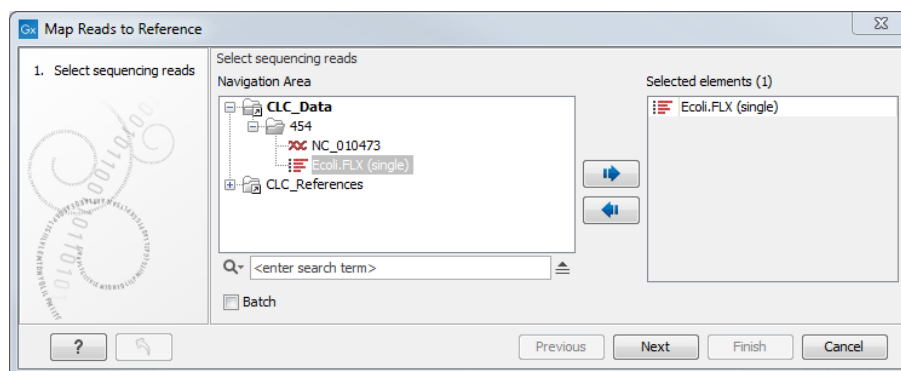 Gx Map Reads to Reference
1. Select sequencing reads
Select sequencing reads
Navigation Area
CLC_Data
454
NC_010473
Ecoli.FLX (single)
CLC_References
<enter search term>
Batch
Selected elements (1)
Ecoli.FLX (single)
?
Previous
Next
Finish
Cancel